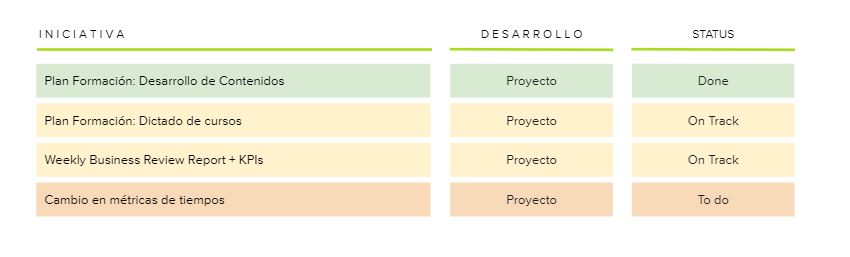 INICIATIVA DESARROLLO STATUS
Plan Formación: Desarrollo de Contenidos Proyecto Done
Plan Formación: Dictado de cursos Proyecto On Track
Weekly Business Review Report + KPIs Proyecto On Track
Cambio en métricas de tiempos Proyecto To do